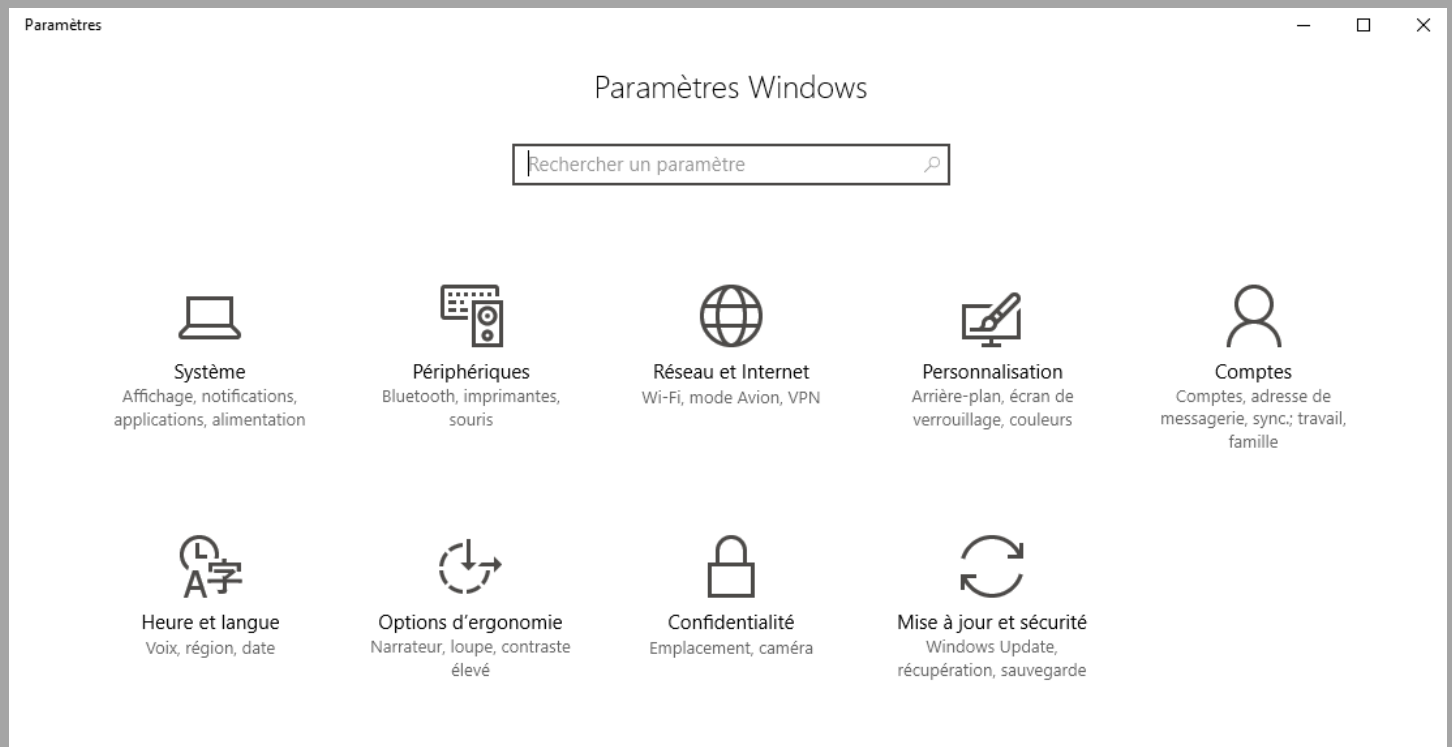 Paramètres
Paramètres Windows
Rechercher un paramètre
Système
Affichage, notifications,
applications, alimentation
Périphériques
Bluetooth, imprimantes,
souris
Réseau et Internet
Wi-Fi, mode Avion, VPN
Personnalisation
Arrière-plan, écran de
verrouillage, couleurs
Comptes
Comptes, adresse de
messagerie, sync.; travail,
famille
A字
Heure et langue
Voix, région, date
Options d'ergonomie
Narrateur, loupe, contraste
élevé
Confidentialité
Emplacement, caméra
Mise à jour et sécurité
Windows Update,
récupération, sauvegarde